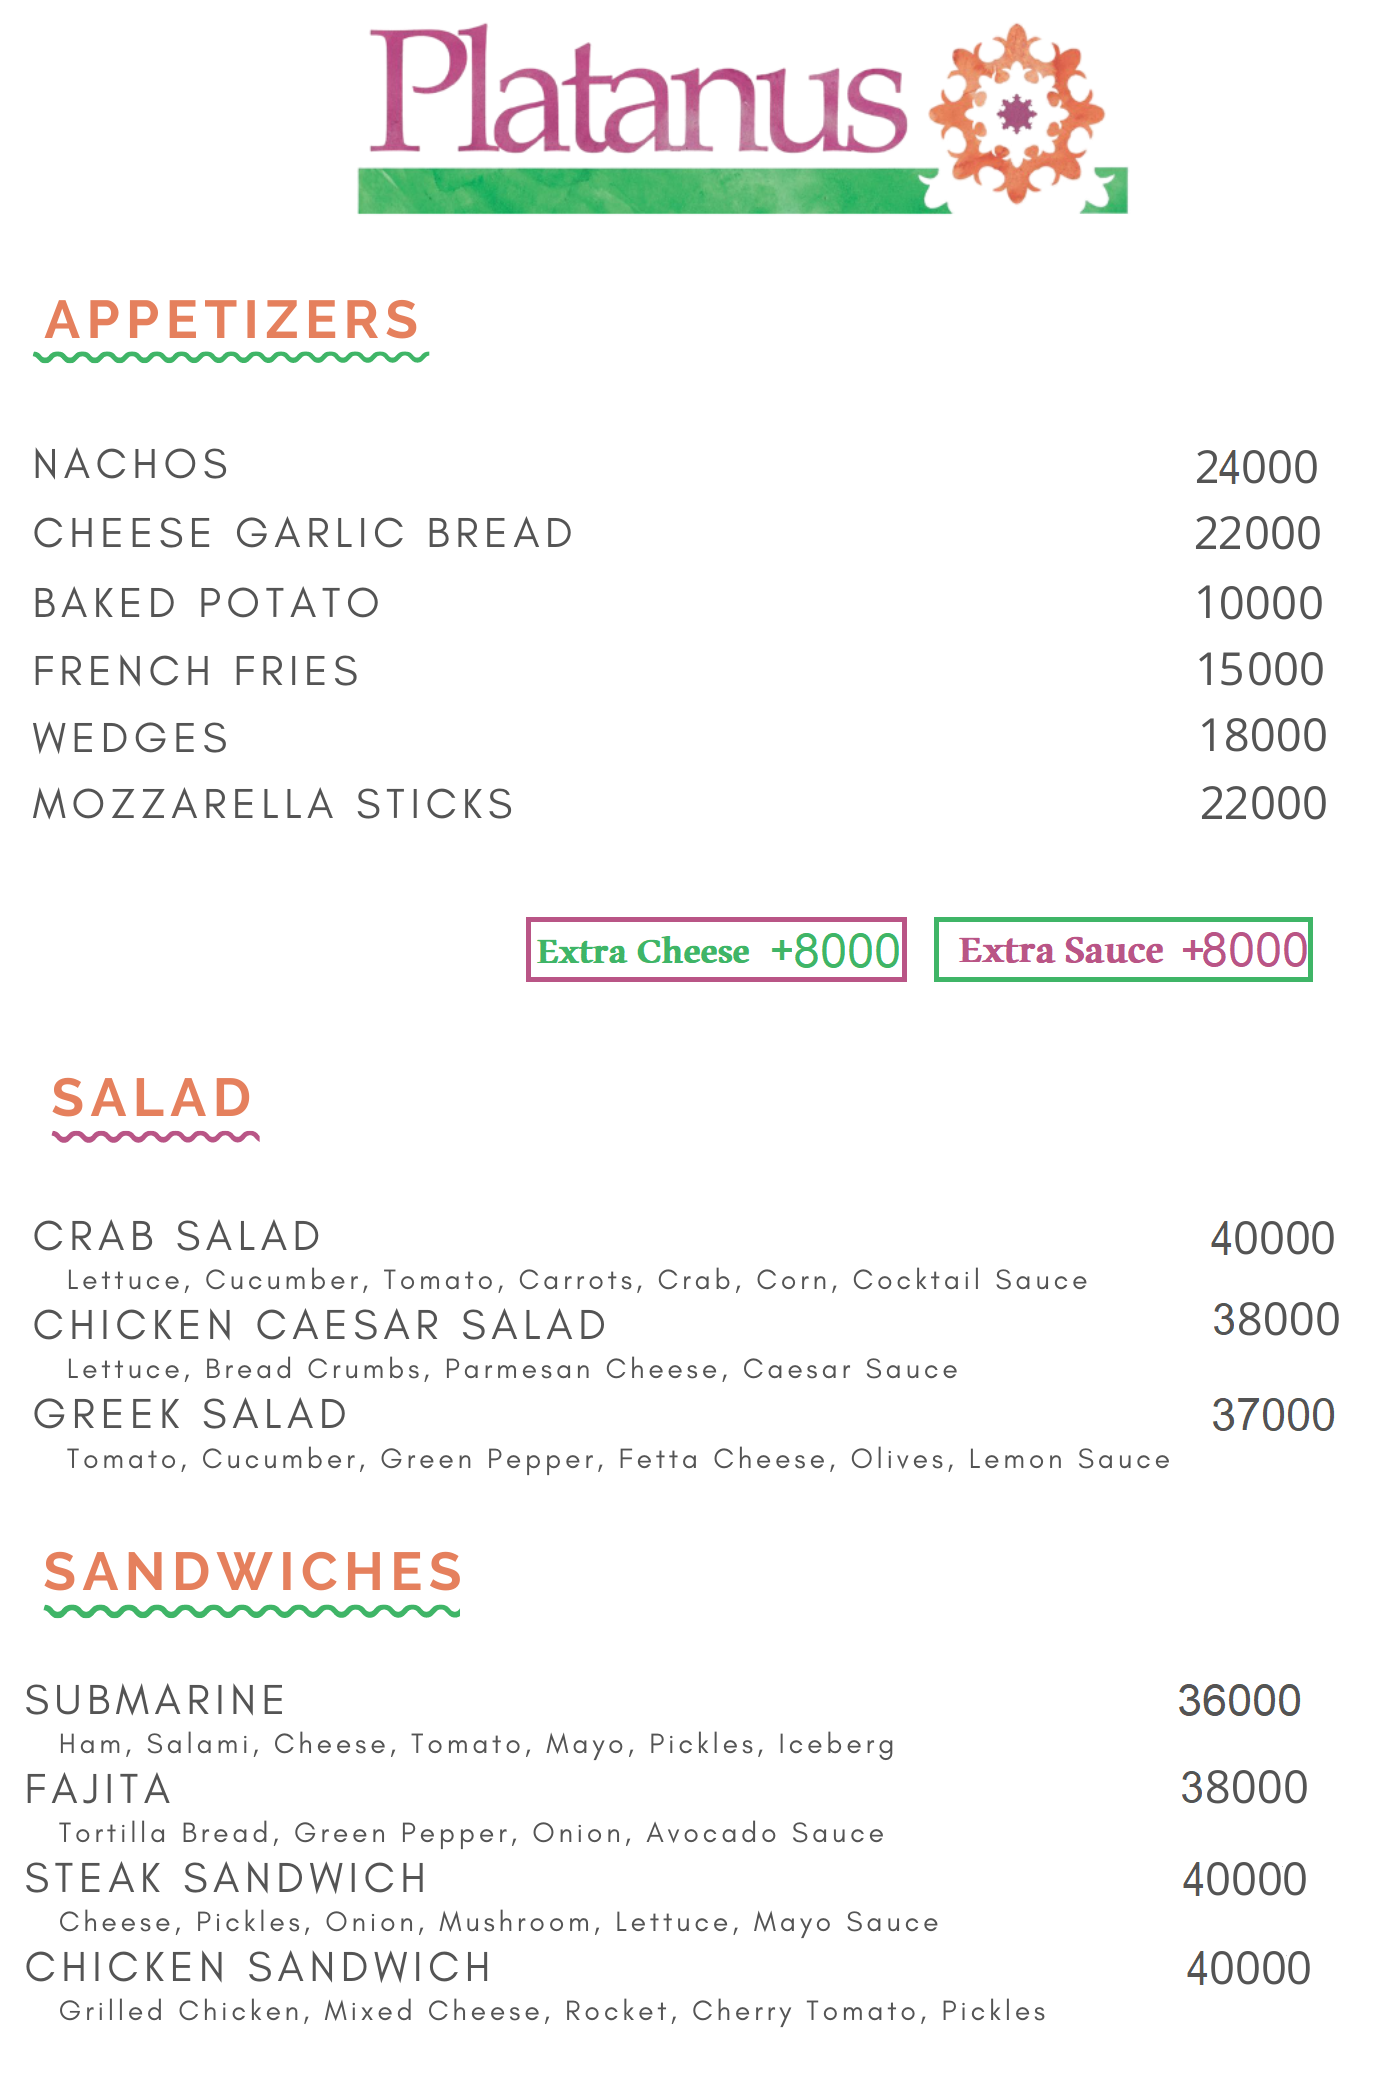 Platanus
APPETIZERS
NACHOS 24000
CHEESE GARLIC BREAD 22000
BAKED POTATO 10000
FRENCH FRIES 15000
WEDGES 18000
MOZZARELLA STICKS 22000
Extra Cheese +8000 Extra Sauce +8000
SALAD
CRAB SALAD 40000
Lettuce, Cucumber, Tomato, Carrots, Crab, Corn, Cocktail Sauce
CHICKEN CAESAR SALAD 38000
Lettuce, Bread Crumbs, Parmesan Cheese, Caesar Sauce
GREEK SALAD 37000
Tomato, Cucumber, Green Pepper, Fetta Cheese, Olives, Lemon Sauce
SANDWICHES
SUBMARINE 36000
Ham, Salami, Cheese, Tomato, Mayo, Pickles, Iceberg
FAJITA 38000
Tortilla Bread, Green Pepper, Onion, Avocado Sauce
STEAK SANDWICH 40000
Cheese, Pickles, Onion, Mushroom, Lettuce, Mayo Sauce
CHICKEN SANDWICH 40000
Grilled Chicken, Mixed Cheese, Rocket, Cherry Tomato, Pickles